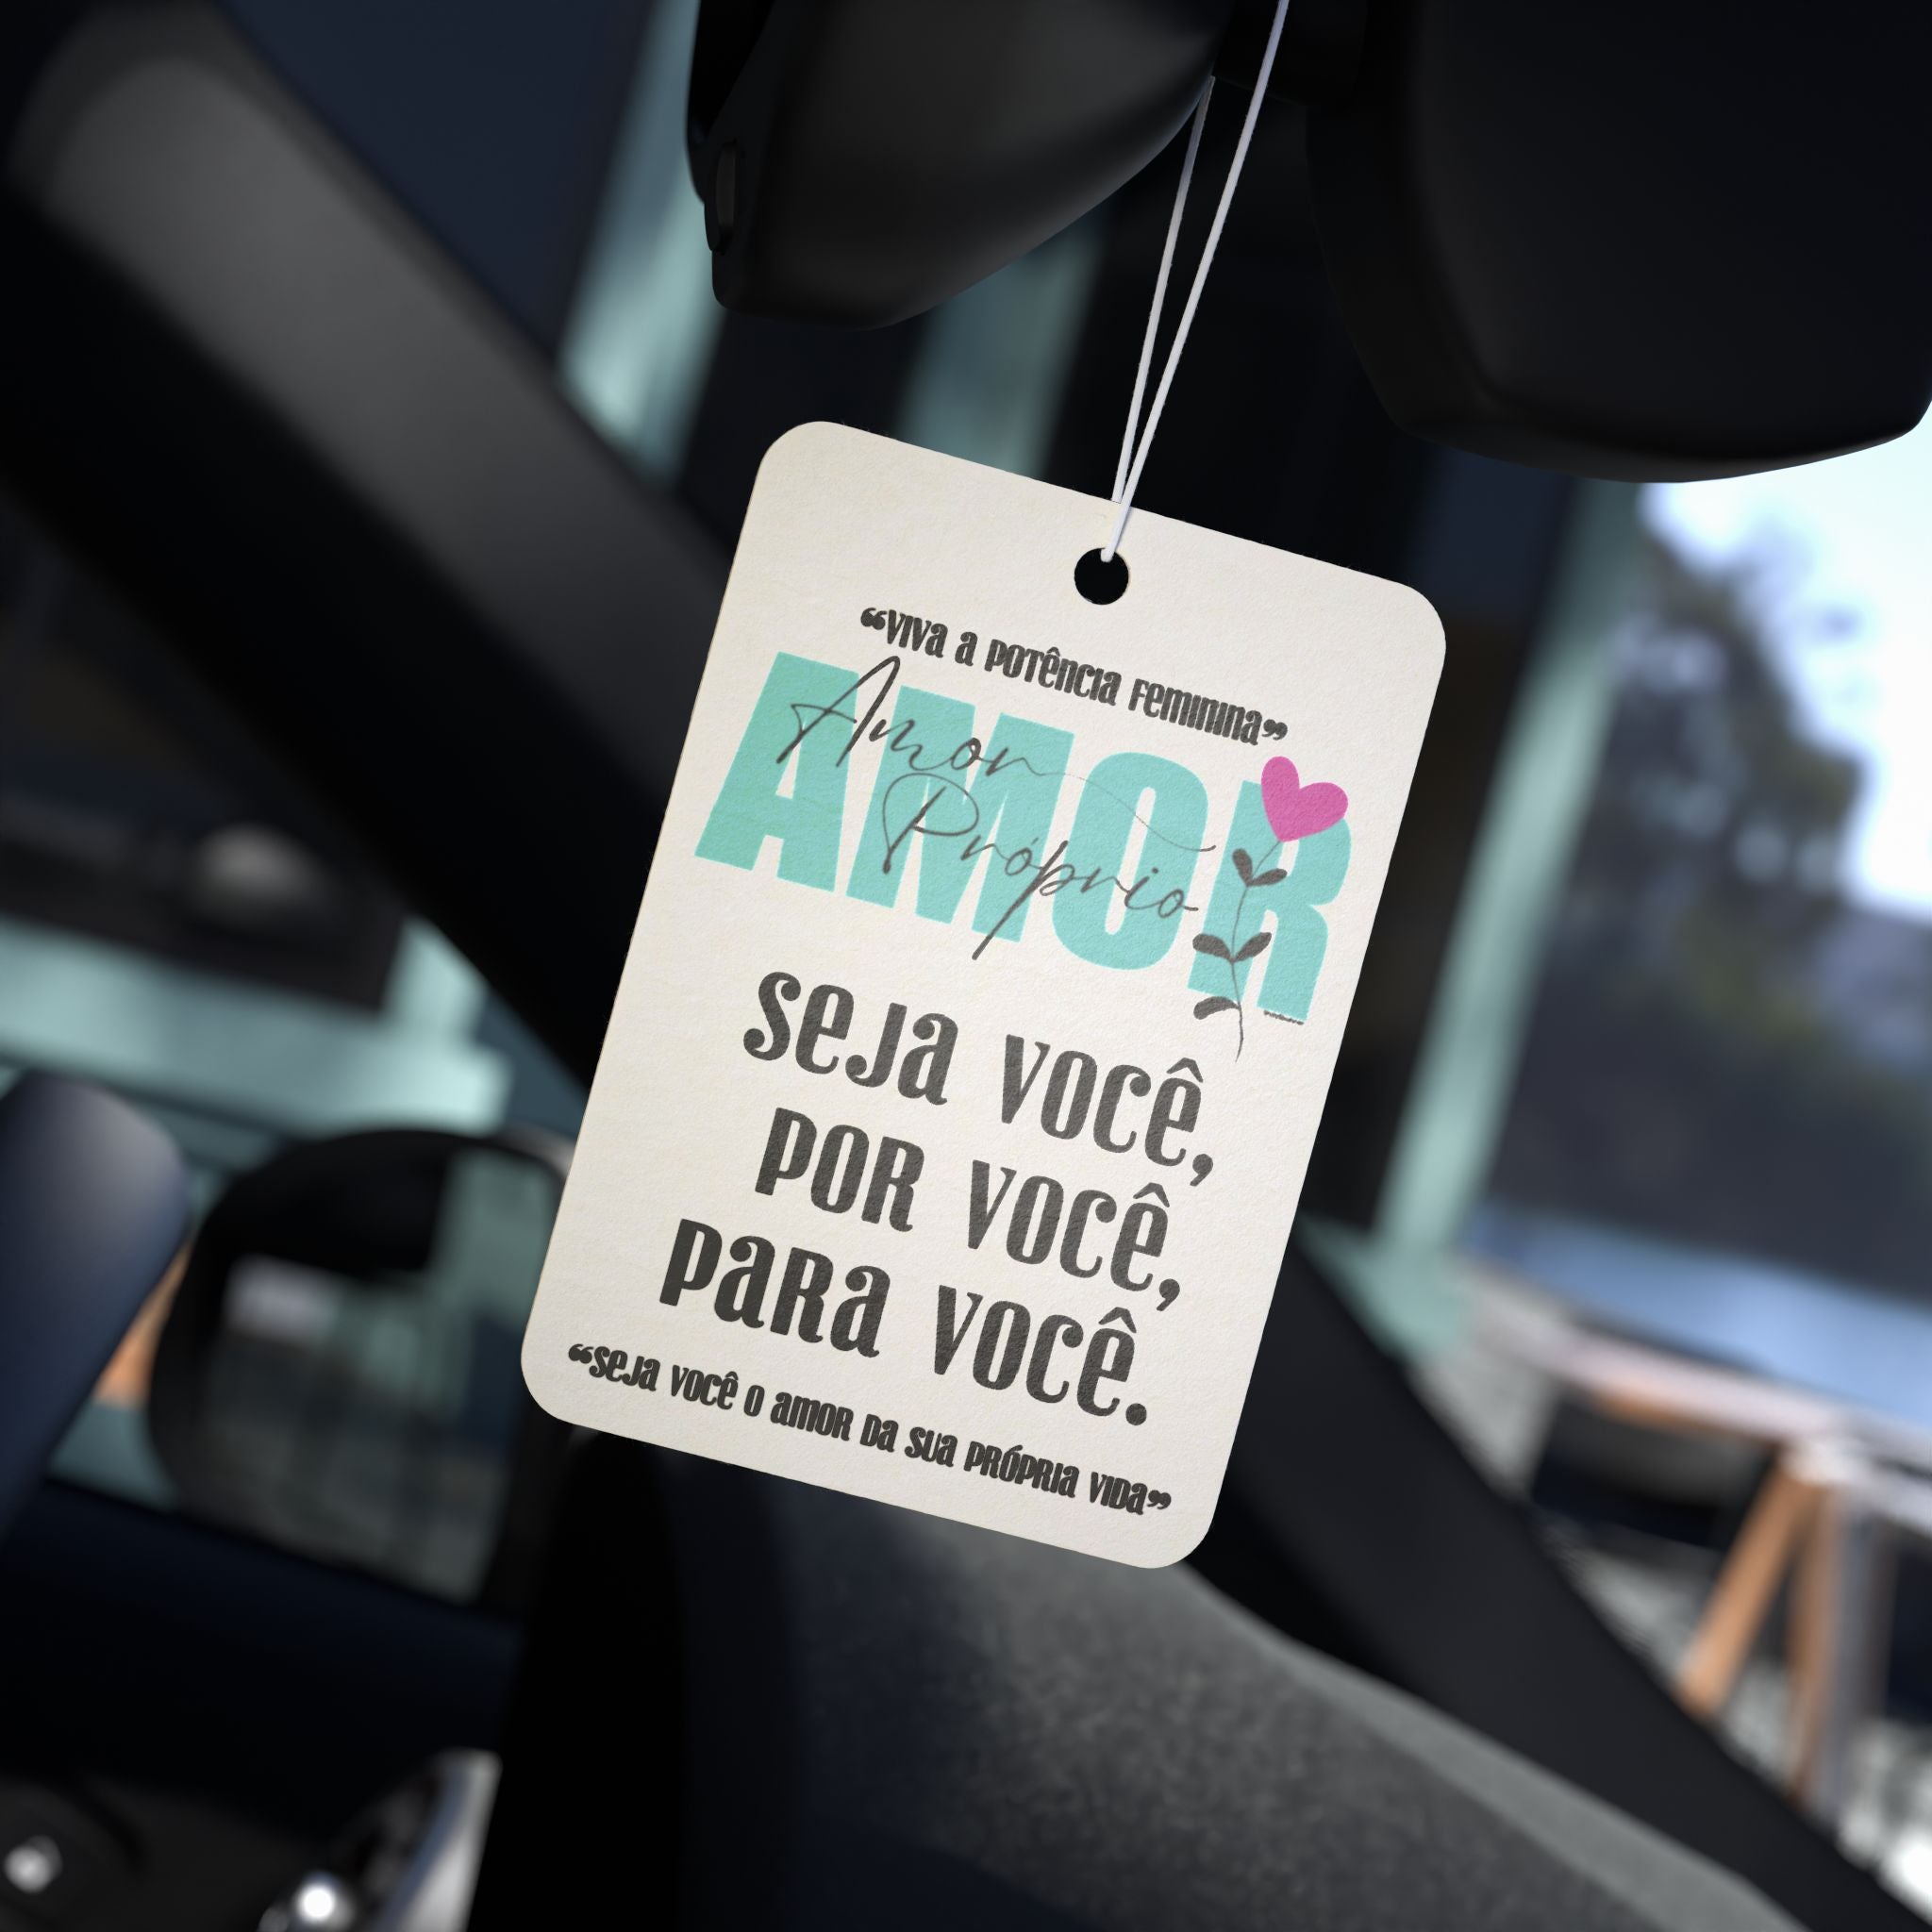 “VIVA A POTÊNCIA FEMININA”
AMOR
Amor
Próprio
SEJA VOCÊ,
POR VOCÊ,
PARA VOCÊ.
“SEJA VOCÊ O AMOR DA SUA PRÓPRIA VIDA”